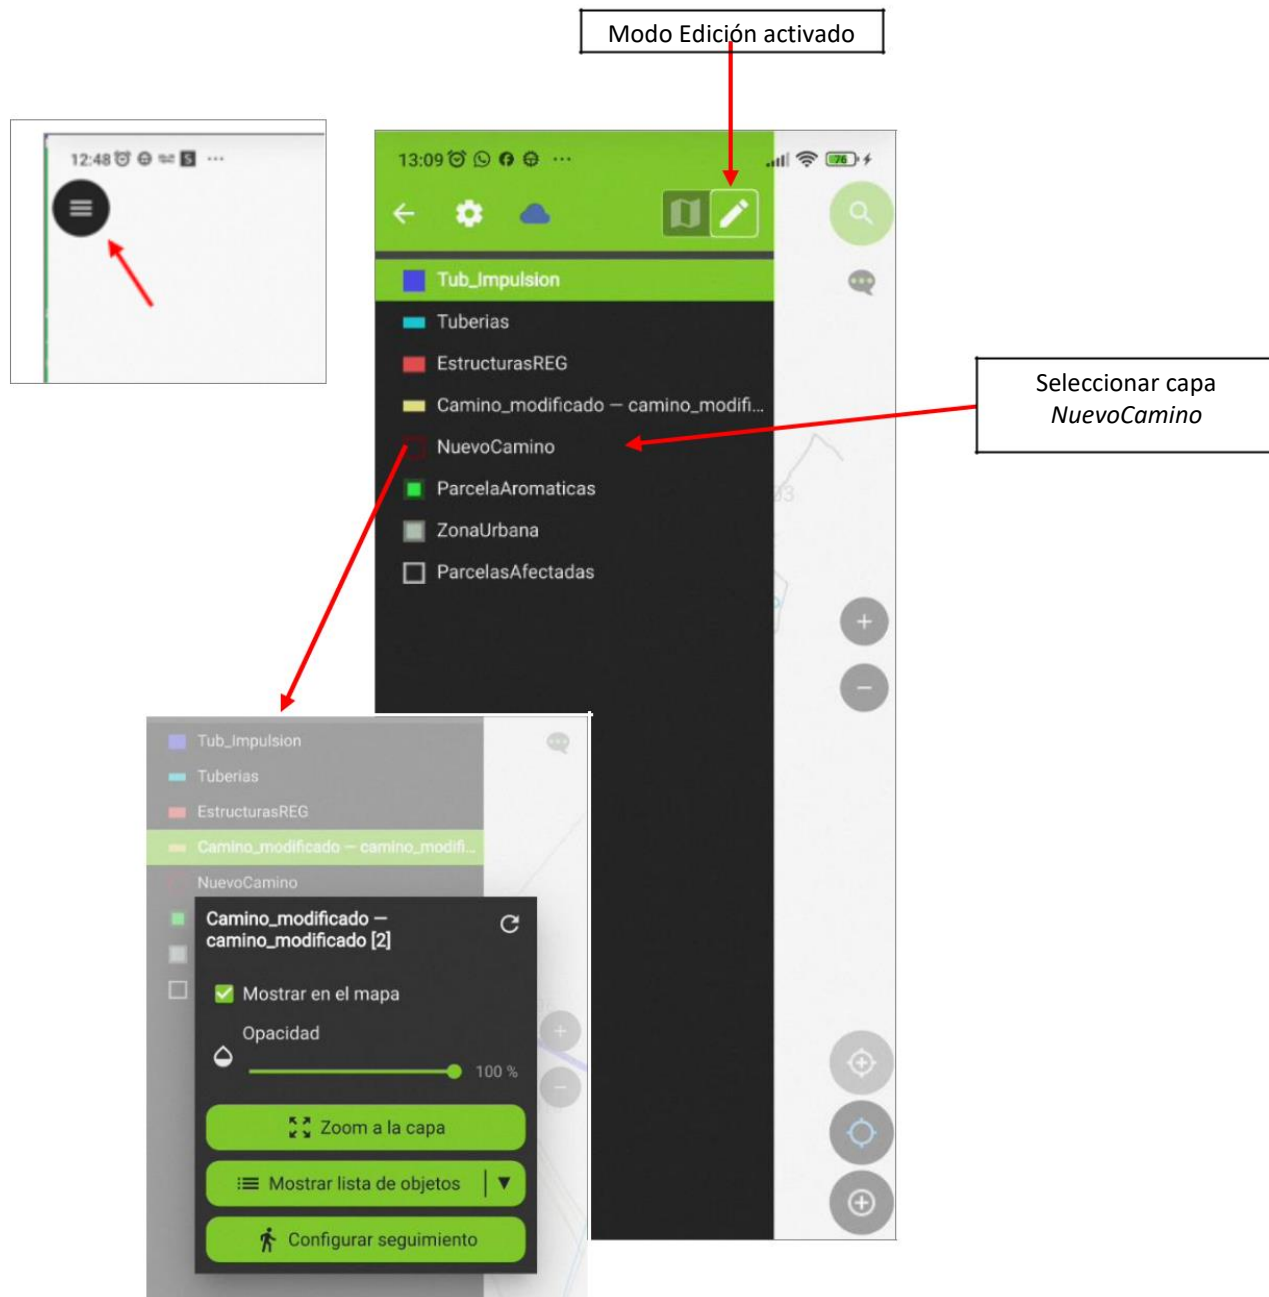 Modo Edición activado
12:48
...
13:09
...
76
Tub_Impulsion
Tuberias
EstructurasREG
Camino_modificado — camino_modifi...
NuevoCamino
ParcelaAromaticas
ZonaUrbana
ParcelasAfectadas
Seleccionar capa
NuevoCamino
Tub_Impulsion
Tuberias
EstructurasREG
Camino_modificado — camino_modifi...
NuevoCamino
Camino_modificado —
camino_modificado [2]
Mostrar en el mapa
Opacidad
100 %
Zoom a la capa
Mostrar lista de objetos
Configurar seguimiento